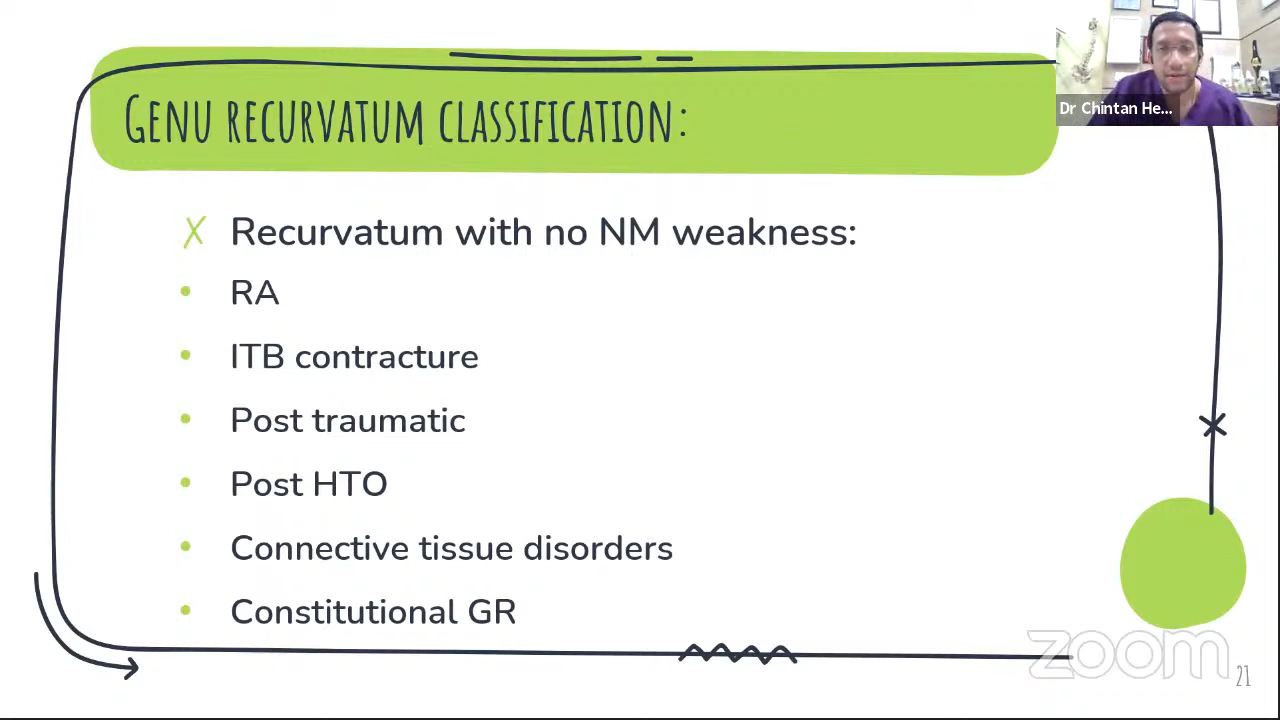 Genu recurvatum classification:
Dr Chintan He...
Recurvatum with no NM weakness:
RA
ITB contracture
Post traumatic
Post HTO
Connective tissue disorders
Constitutional GR
zoom
21